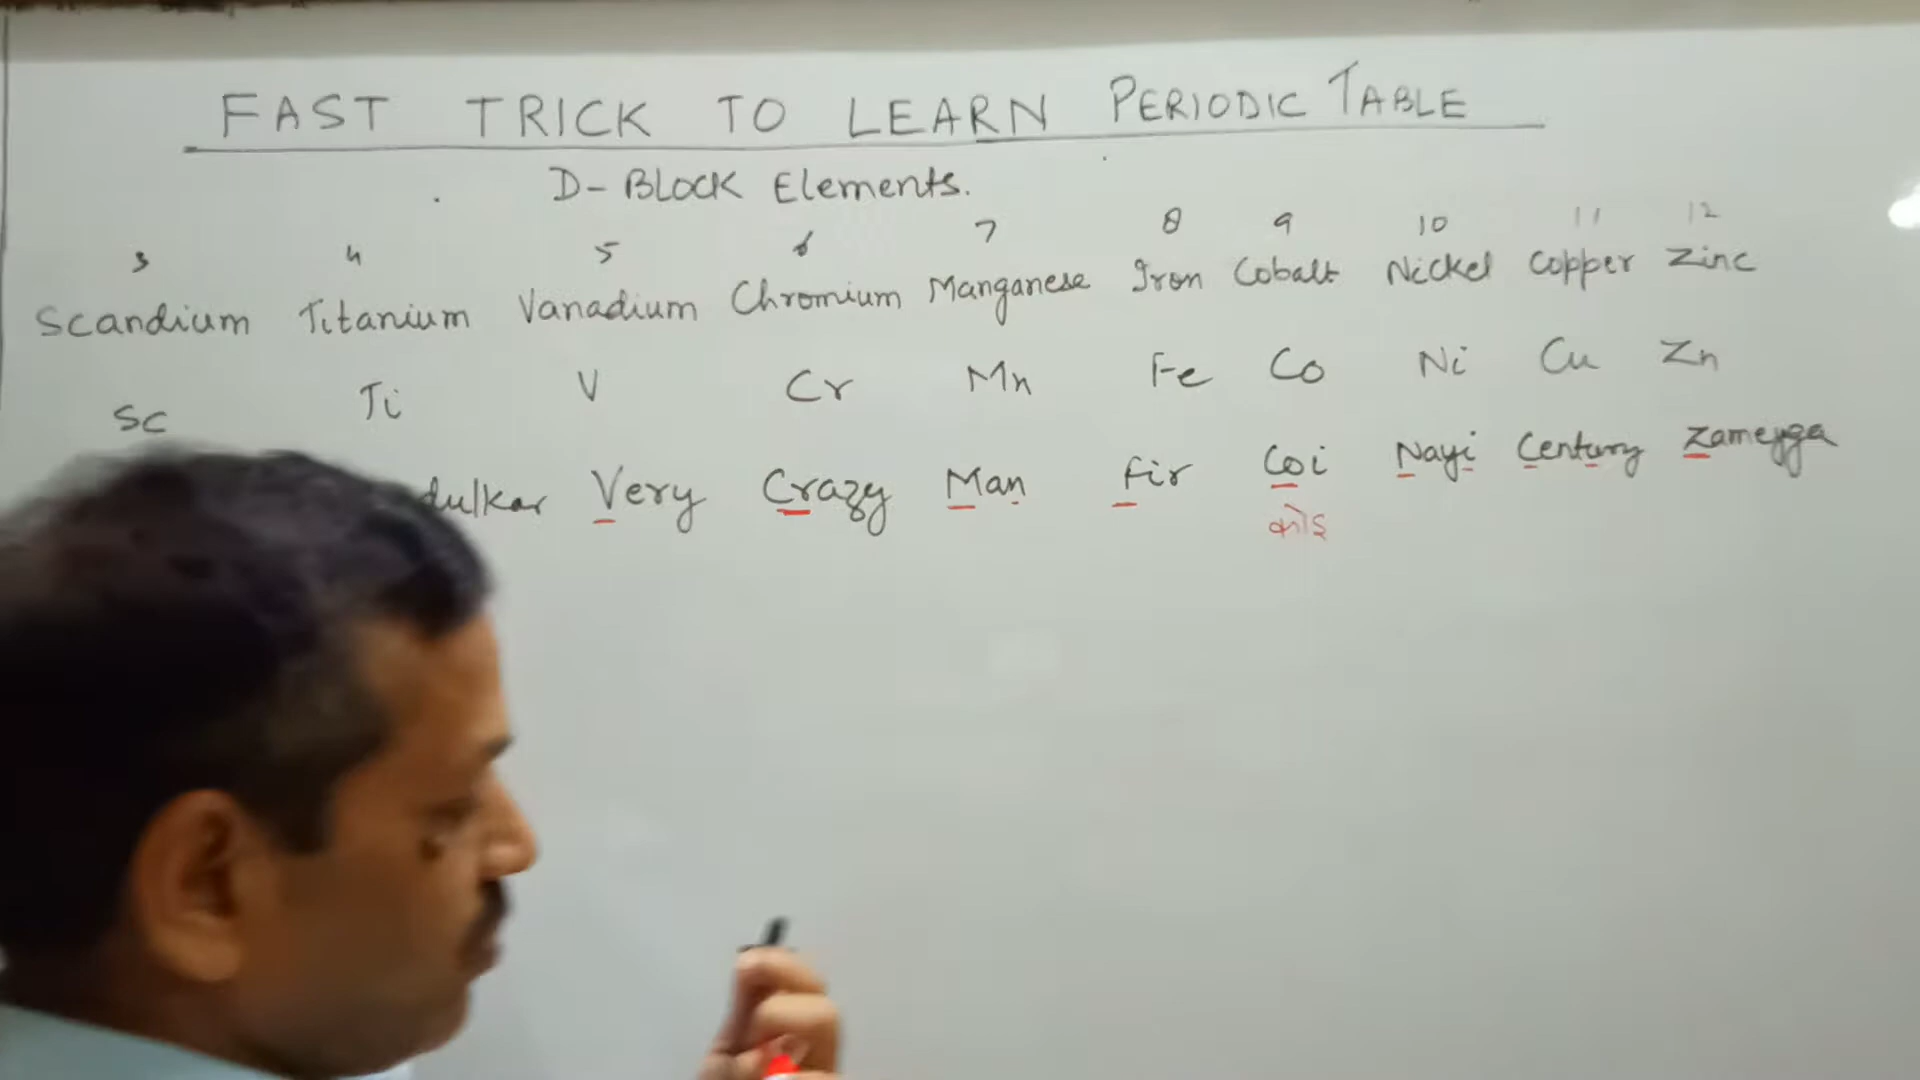 FAST TRICK TO LEARN PERIODIC TABLE
D-BLOCK Elements.
3 4 5 6 7 8 9 10 11 12
Scandium Titanium Vanadium Chromium Manganese Iron Cobalt Nickel Copper Zinc
Sc Ti V Cr Mn Fe Co Ni Cu Zn
dulkar Very Crazy Man fir Coi Nayi Century Zameyga
कोइ